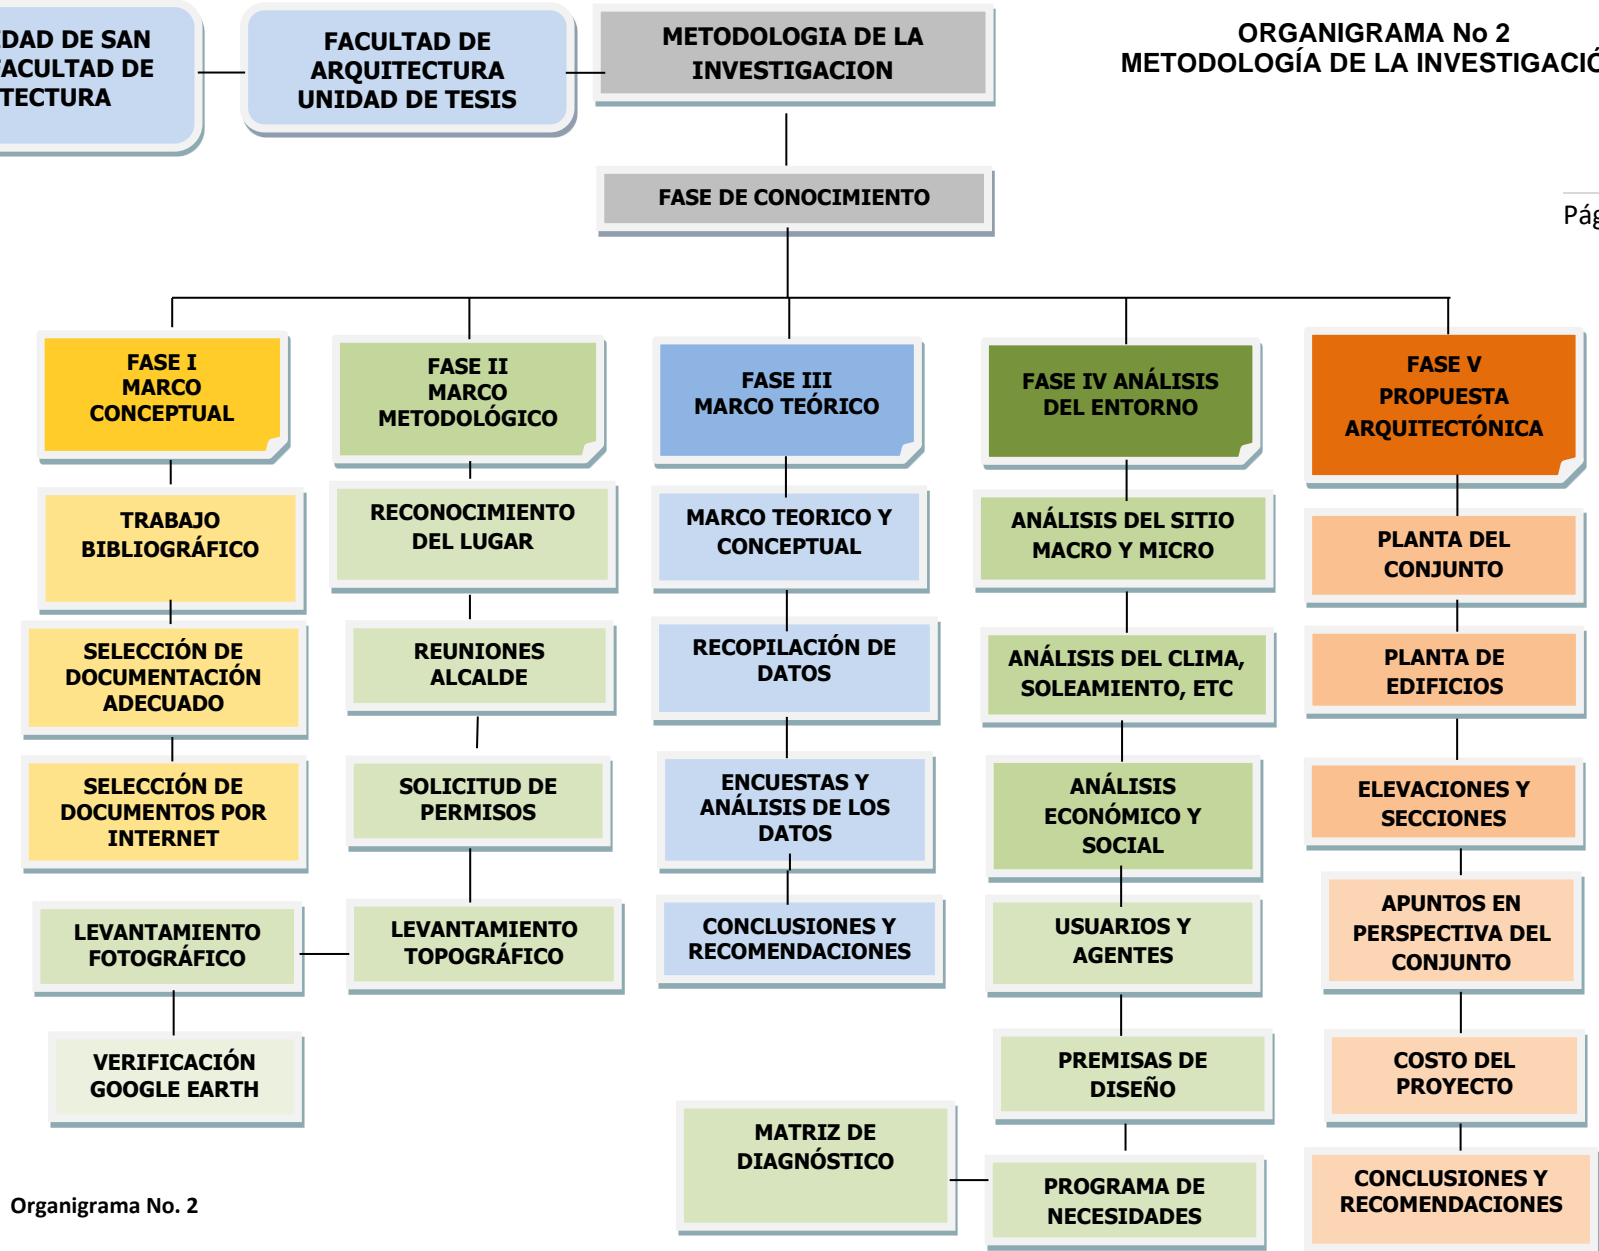 DE SAN
FACULTAD DE
FACULTAD DE
ARQUITECTURA
UNIDAD DE TESIS
METODOLOGIA DE LA
INVESTIGACION
ORGANIGRAMA No 2
METODOLOGÍA DE LA
FASE DE CONOCIMIENTO
FASE I
MARCO
CONCEPTUAL
TRABAJO
BIBLIOGRÁFICO
SELECCIÓN DE
DOCUMENTACIÓN
ADECUADO
SELECCIÓN DE
DOCUMENTOS POR
INTERNET
FASE II
MARCO
METODOLÓGICO
RECONOCIMIENTO
DEL LUGAR
REUNIONES
ALCALDE
SOLICITUD DE
PERMISOS
LEVANTAMIENTO
TOPOGRÁFICO
LEVANTAMIENTO
FOTOGRÁFICO
VERIFICACIÓN
GOOGLE EARTH
FASE III
MARCO TEÓRICO
MARCO TEORICO Y
CONCEPTUAL
RECOPILACIÓN DE
DATOS
ENCUESTAS Y
ANÁLISIS DE LOS
DATOS
CONCLUSIONES Y
RECOMENDACIONES
FASE IV ANÁLISIS
DEL ENTORNO
ANÁLISIS DEL SITIO
MACRO Y MICRO
ANÁLISIS DEL CLIMA,
SOLEAMIENTO, ETC
ANÁLISIS
ECONÓMICO Y
SOCIAL
USUARIOS Y
AGENTES
PREMISAS DE
DISEÑO
PROGRAMA DE
NECESIDADES
MATRIZ DE
DIAGNÓSTICO
FASE V
PROPUESTA
ARQUITECTÓNICA
PLANTA DEL
CONJUNTO
PLANTA DE
EDIFICIOS
ELEVACIONES Y
SECCIONES
APUNTOS EN
PERSPECTIVA DEL
CONJUNTO
COSTO DEL
PROYECTO
CONCLUSIONES Y
RECOMENDACIONES
Organigrama No. 2